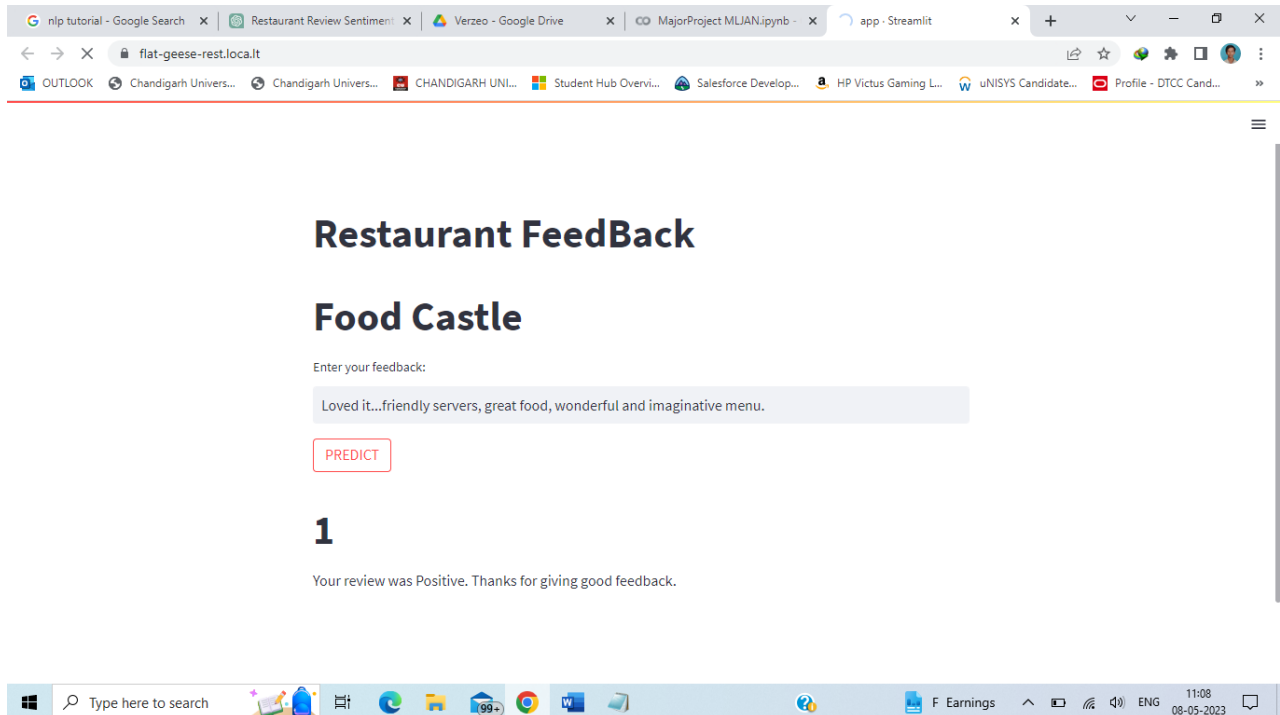 nlp tutorial - Google Search
Restaurant Review Sentiment
Verzeo - Google Drive
MajorProject MLJAN.ipynb -
app · Streamlit
flat-geese-rest.loca.lt
OUTLOOK
Chandigarh Univers...
Chandigarh Univers...
CHANDIGARH UNI...
Student Hub Overvi...
Salesforce Develop...
HP Victus Gaming L...
uNISYS Candidate...
Profile - DTCC Cand...
Restaurant FeedBack
Food Castle
Enter your feedback:
Loved it...friendly servers, great food, wonderful and imaginative menu.
PREDICT
1
Your review was Positive. Thanks for giving good feedback.
Type here to search
99+
F Earnings
ENG
11:08
08-05-2023